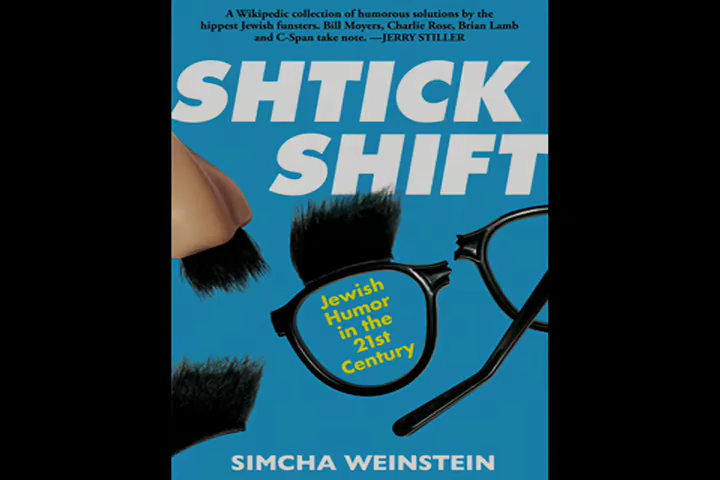 A Wikipedic collection of humorous solutions by the
hippest Jewish funsters. Bill Moyers, Charlie Rose, Brian Lamb
and C-Span take note. —JERRY STILLER
SHTICK
SHIFT
Jewish
Humor
in the
21st
Century
SIMCHA WEINSTEIN